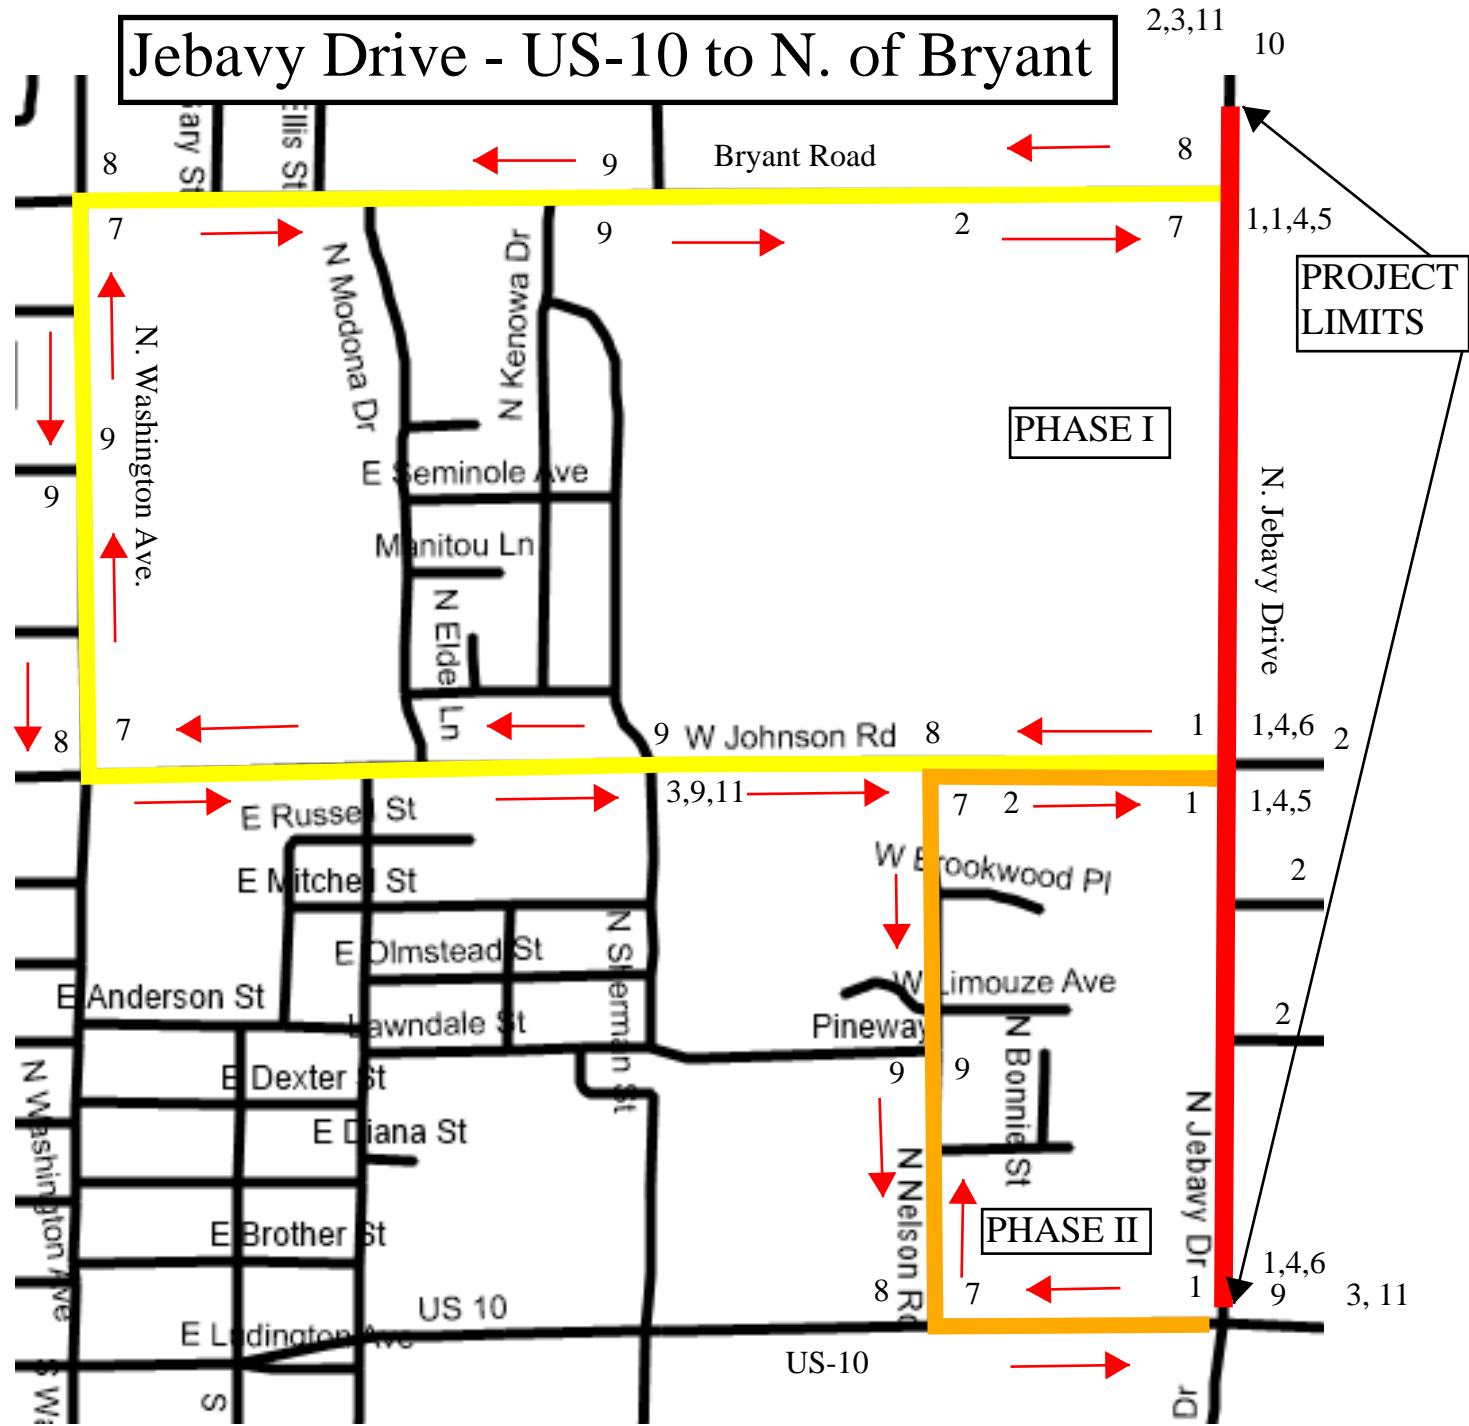 2,3,11
10
Jebavy Drive - US-10 to N. of Bryant
Ellis St
8
9
Bryant Road
8
7
9
2
7
1,1,4,5
PROJECT
LIMITS
N Modona Dr
N Kenowa Dr
N. Washington Ave.
9
9
PHASE I
E Seminole Ave
Manitou Ln
N. Jebavy Drive
Ln
8
7
9
W Johnson Rd
8
1
1,4,6
2
3,9,11
7
2
1
1,4,5
E Russell St
W Brookwood Pl
2
E Mitchell St
N Sherman St
E Olmstead St
W Limouze Ave
E Anderson St
Lawndale St
Pineway
N Bonnie St
2
N Washington Ave
E Dexter St
9
9
E Diana St
N Jebavy Dr
N Nelson Rd
E Brother St
PHASE II
1,4,6
8
7
1
9
3, 11
US 10
E Ludington Ave
US-10
S Wa
S
Dr